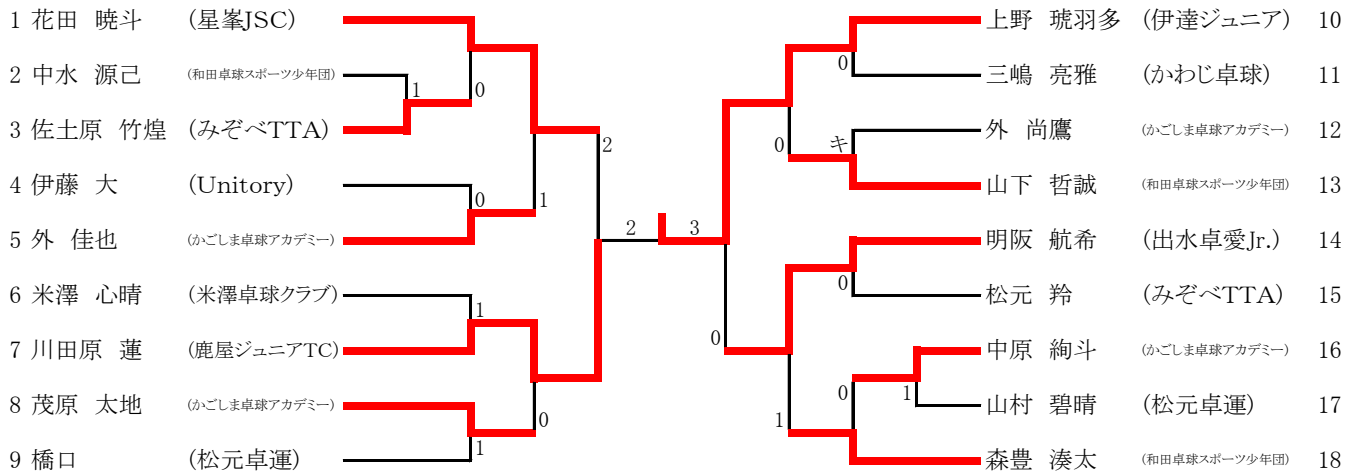 1 花田 暁斗 (星峯JSC)
2 中水 源己 (和田卓球スポーツ少年団)
1
0
3 佐土原 竹煌 (みぞべTTA)
2
4 伊藤 大 (Unitory)
0
1
5 外 佳也 (かごしま卓球アカデミー)
2
6 米澤 心晴 (米澤卓球クラブ)
1
7 川田原 蓮 (鹿屋ジュニアTC)
8 茂原 太地 (かごしま卓球アカデミー)
0
1
9 橋口 (松元卓運)
3
上野 琥羽多 (伊達ジュニア) 10
0
三嶋 亮雅 (かわじ卓球) 11
外 尚鷹 (かごしま卓球アカデミー) 12
0
キ
山下 哲誠 (和田卓球スポーツ少年団) 13
明阪 航希 (出水卓愛Jr.) 14
0
松元 羚 (みぞべTTA) 15
0
中原 絢斗 (かごしま卓球アカデミー) 16
0
1
山村 碧晴 (松元卓運) 17
1
森豊 湊太 (和田卓球スポーツ少年団) 18